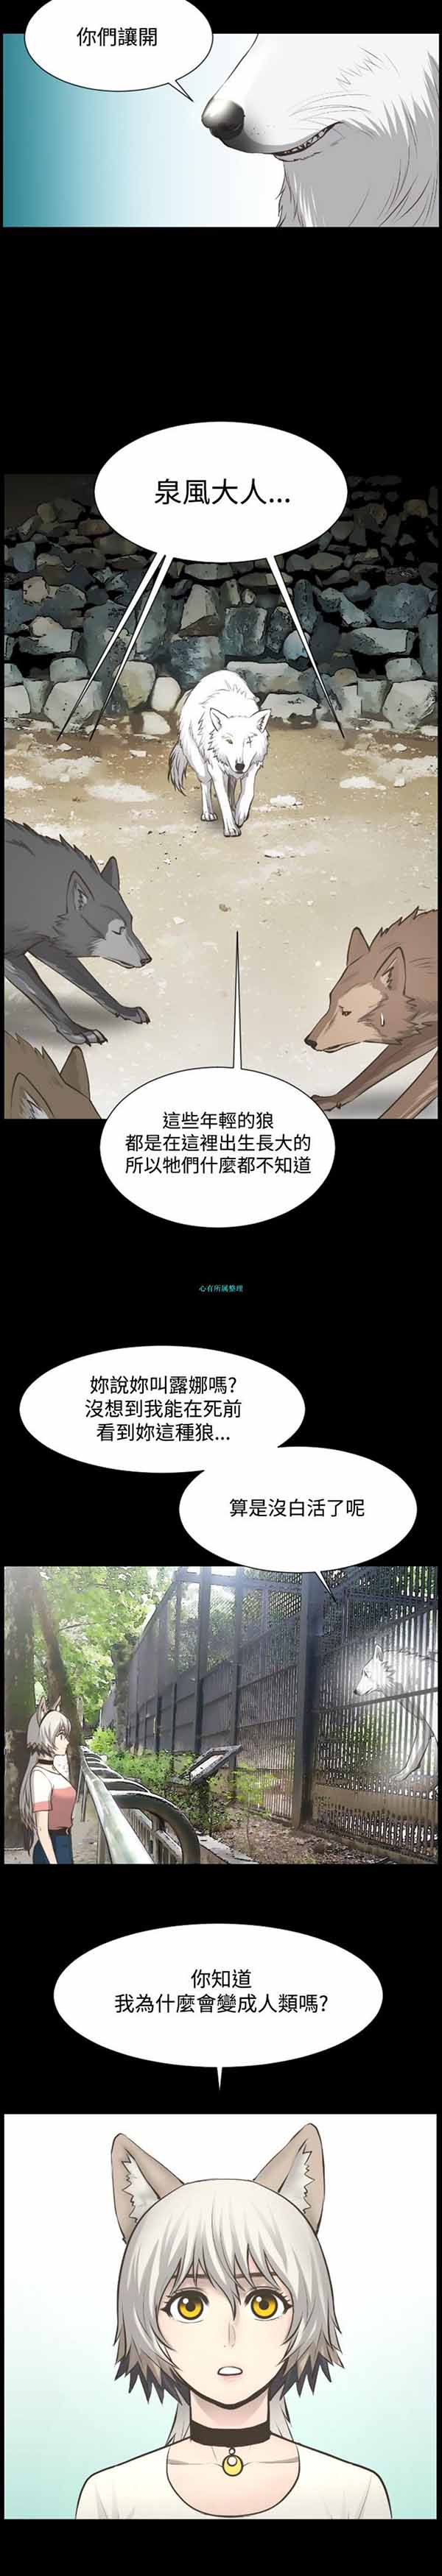 你們讓開
泉風大人...
這些年輕的狼
都是在這裡出生長大的
所以牠們什麼都不知道
心有所属整理
妳說妳叫露娜嗎?
沒想到我能在死前
看到妳這種狼...
算是沒白活了呢
你知道
我為什麼會變成人類嗎?